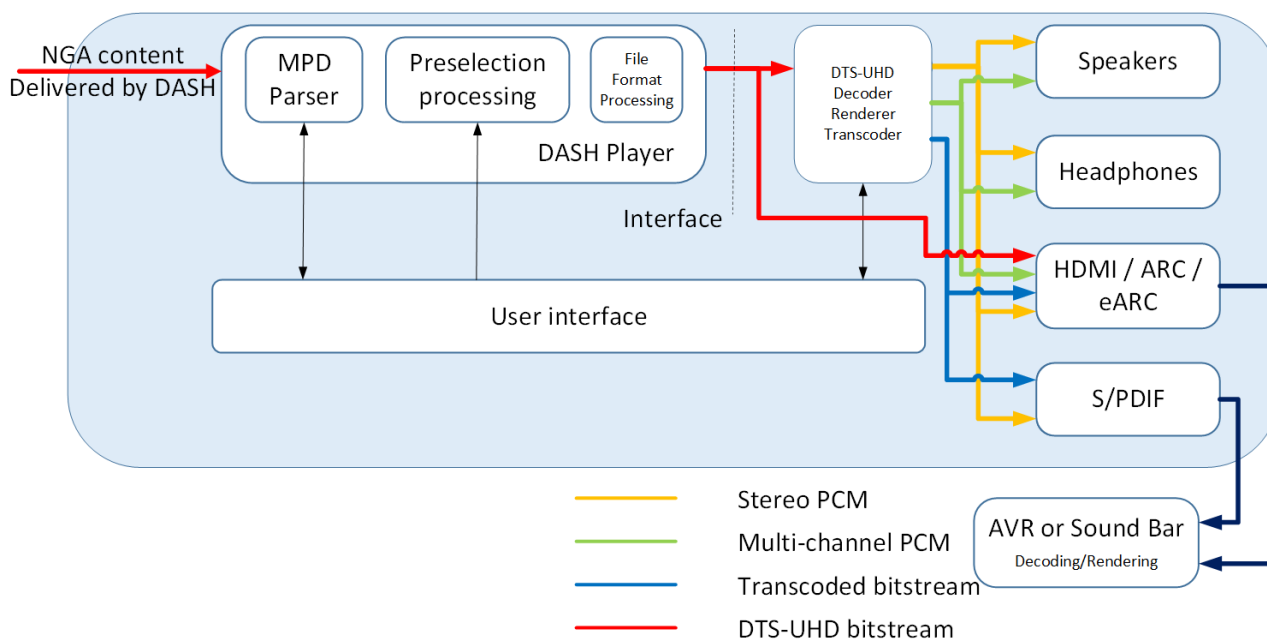 NGA content
Delivered by DASH
MPD
Parser
Preselection
processing
File
Format
Processing
DASH Player
Interface
DTS-UHD
Decoder
Renderer
Transcoder
Speakers
Headphones
HDMI / ARC /
eARC
S/PDIF
User interface
Stereo PCM
Multi-channel PCM
Transcoded bitstream
DTS-UHD bitstream
AVR or Sound Bar
Decoding/Rendering